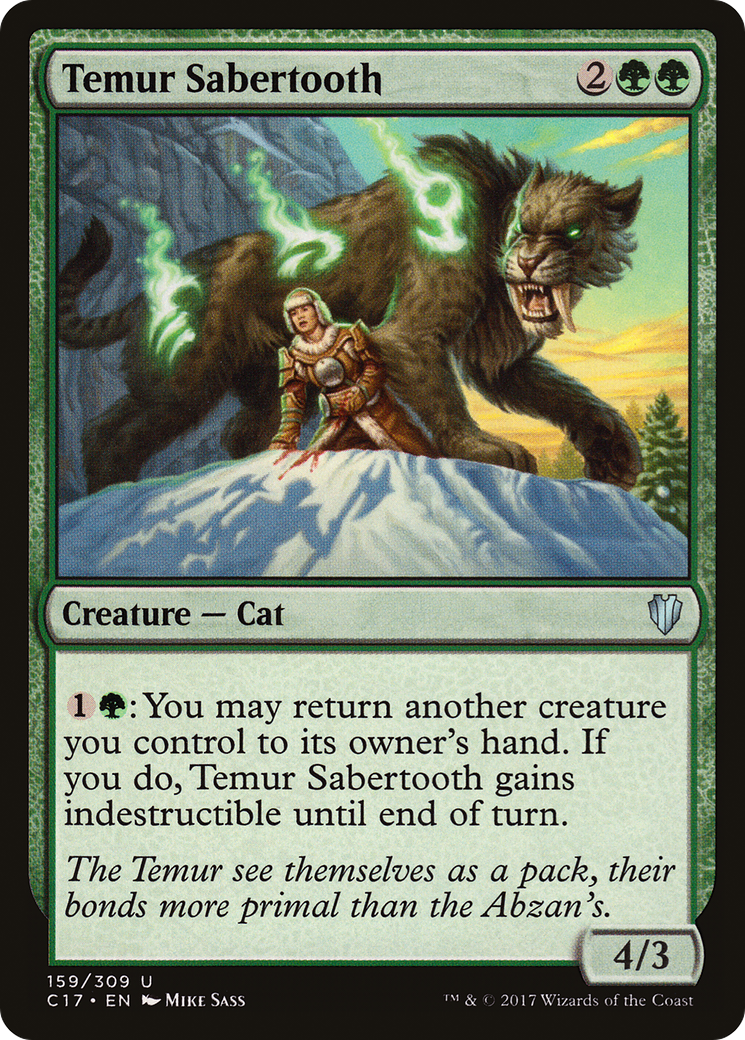 Temur Sabertooth 2
Creature — Cat
1 : You may return another creature
you control to its owner's hand. If
you do, Temur Sabertooth gains
indestructible until end of turn.
The Temur see themselves as a pack, their
bonds more primal than the Abzan's.
4/3
159/309 U
C17 • EN Mike Sass
™ & © 2017 Wizards of the Coast